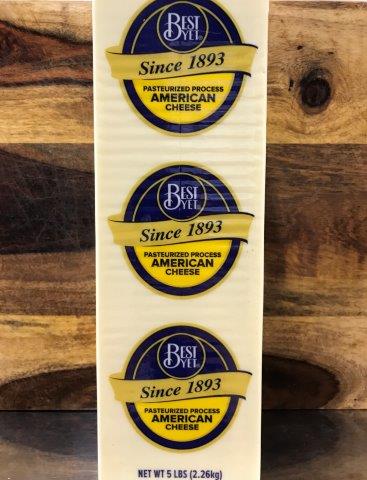 BEST
YET
Since 1893
PASTEURIZED PROCESS
AMERICAN
CHEESE
BEST
YET
Since 1893
PASTEURIZED PROCESS
AMERICAN
CHEESE
BEST
YET
Since 1893
PASTEURIZED PROCESS
AMERICAN
CHEESE
NET WT 5 LBS (2.26kg)